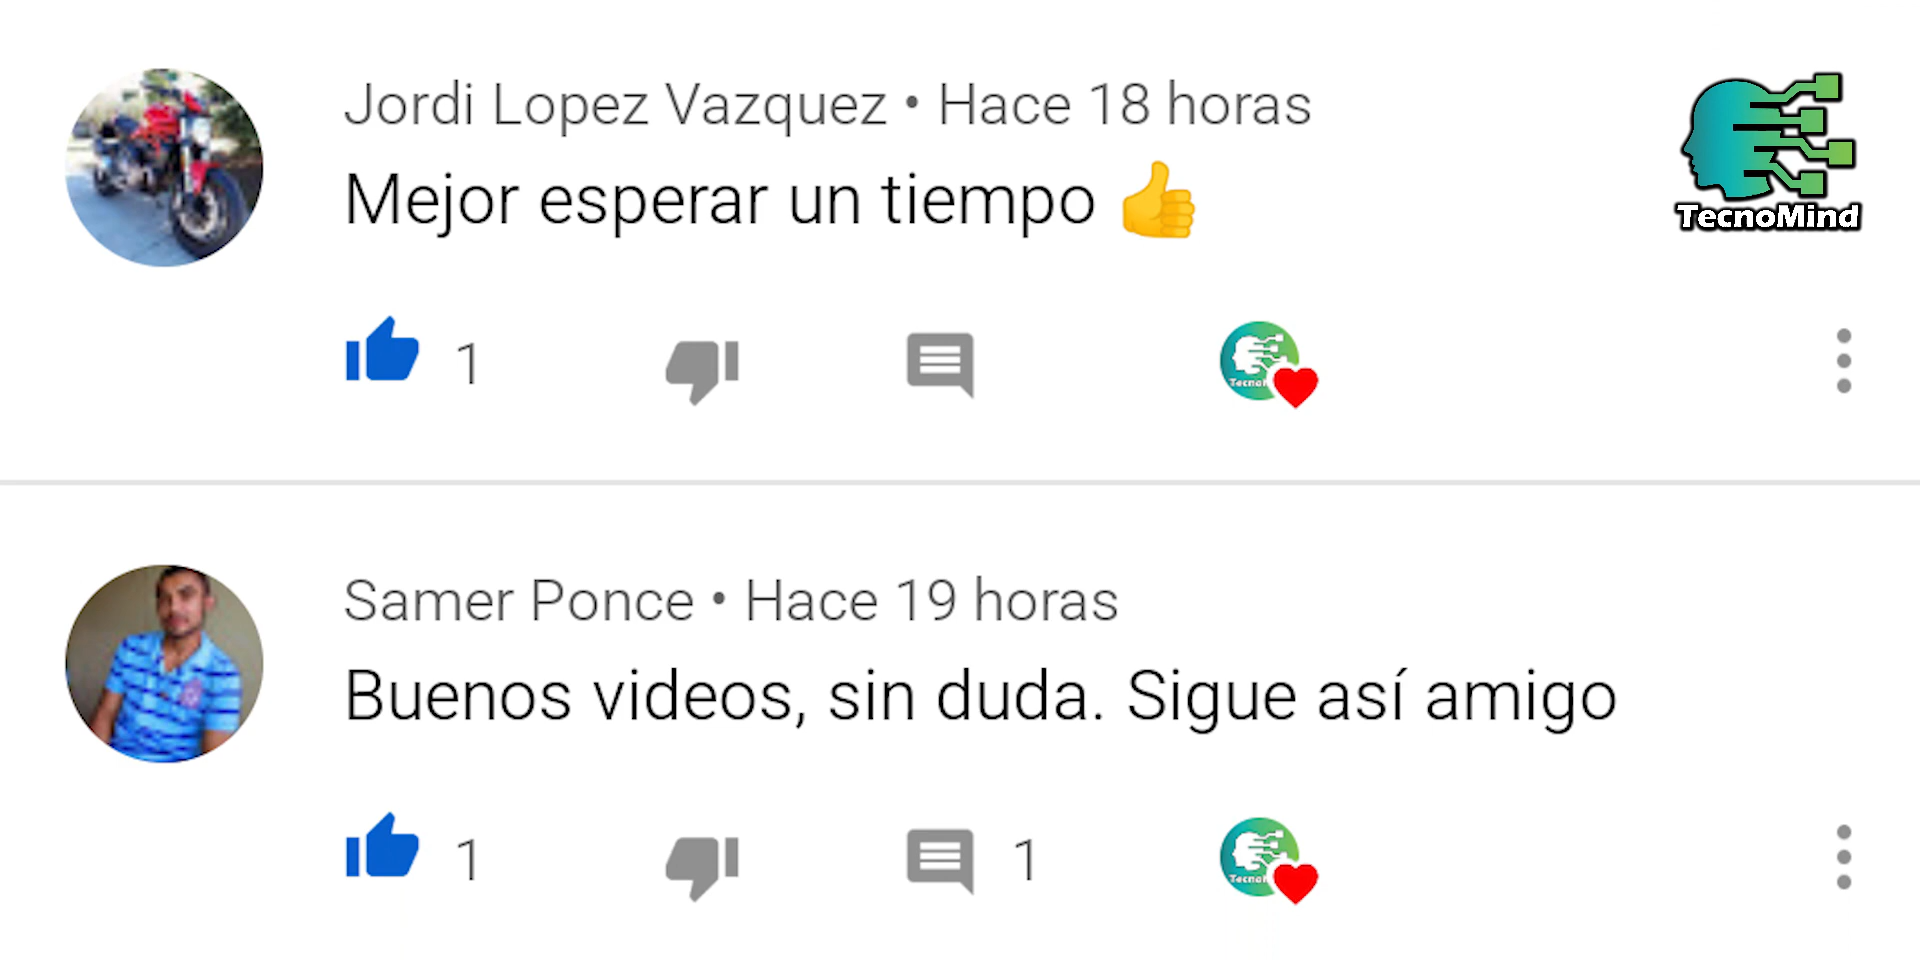 Jordi Lopez Vazquez • Hace 18 horas
TecnoMind
Mejor esperar un tiempo 👍
1
Samer Ponce • Hace 19 horas
Buenos videos, sin duda. Sigue así amigo
1 1